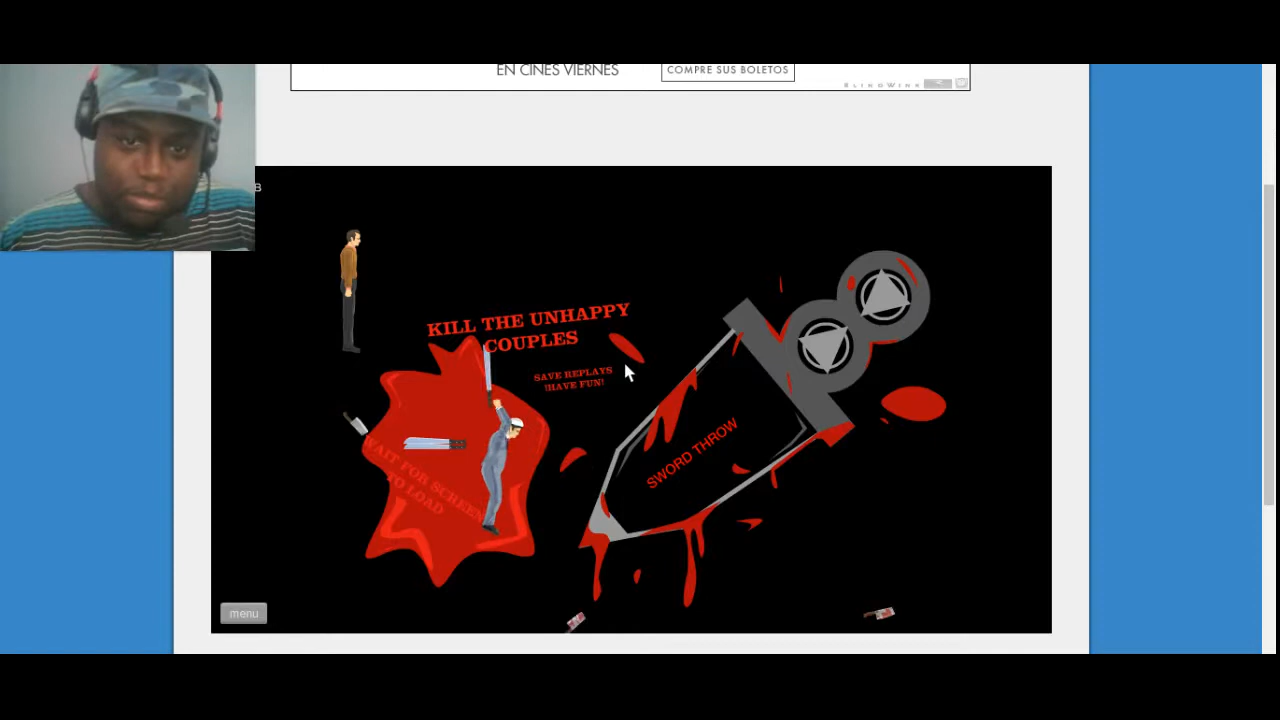 EN CINES VIERNES
COMPRE SUS BOLETOS
BLINDWINK
B
KILL THE UNHAPPY
COUPLES
SAVE REPLAYS
!HAVE FUN!
WAIT FOR SCREEN
TO LOAD
SWORD THROW
menu